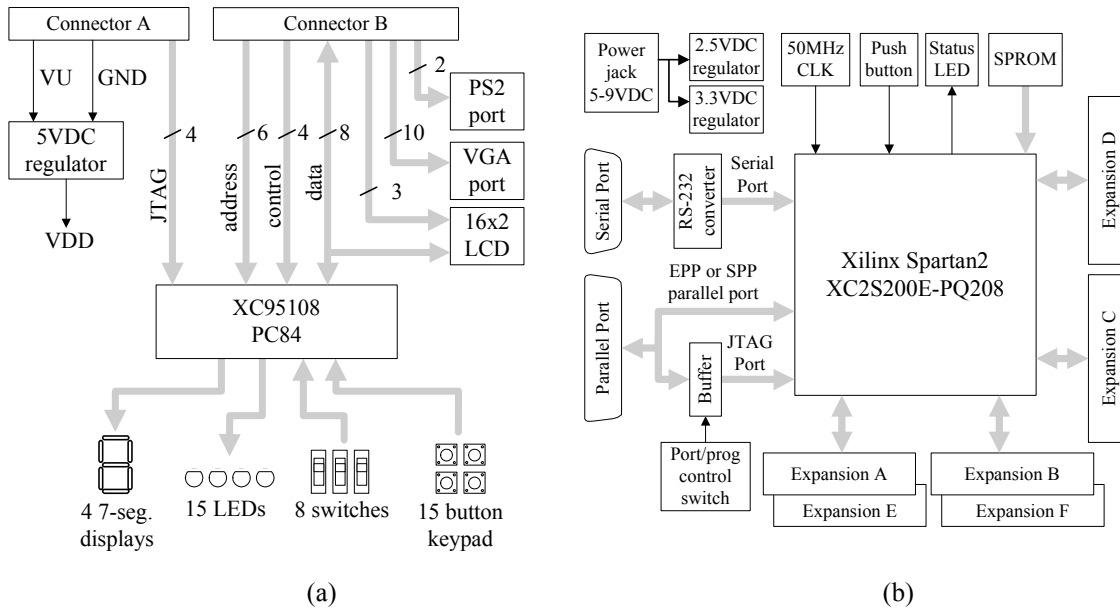 Connector A
Connector B
VU
GND
4
6
4
8
2
10
3
PS2
port
5VDC
regulator
VGA
port
JTAG
address
control
data
16x2
LCD
VDD
XC95108
PC84
4 7-seg.
displays
15 LEDs
8 switches
15 button
keypad
(a)
Power
jack
5-9VDC
2.5VDC
regulator
3.3VDC
regulator
50MHz
CLK
Push
button
Status
LED
SPROM
Expansion D
Serial Port
RS-232
converter
Serial
Port
Xilinx Spartan2
XC2S200E-PQ208
EPP or SPP
parallel port
Parallel Port
Buffer
JTAG
Port
Expansion C
Port/prog
control
switch
Expansion A
Expansion E
Expansion B
Expansion F
(b)